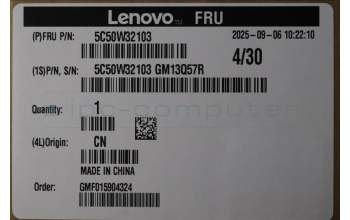 Lenovo™ FRU
(P)FRU P/N: 5C50W32103 2025-09-06 10:22:10
4/30
(1S)P/N, S/N: 5C50W32103 GM13Q57R
Quantity: 1
(4L)Origin: CN
MADE IN CHINA
Order: GMF015904324